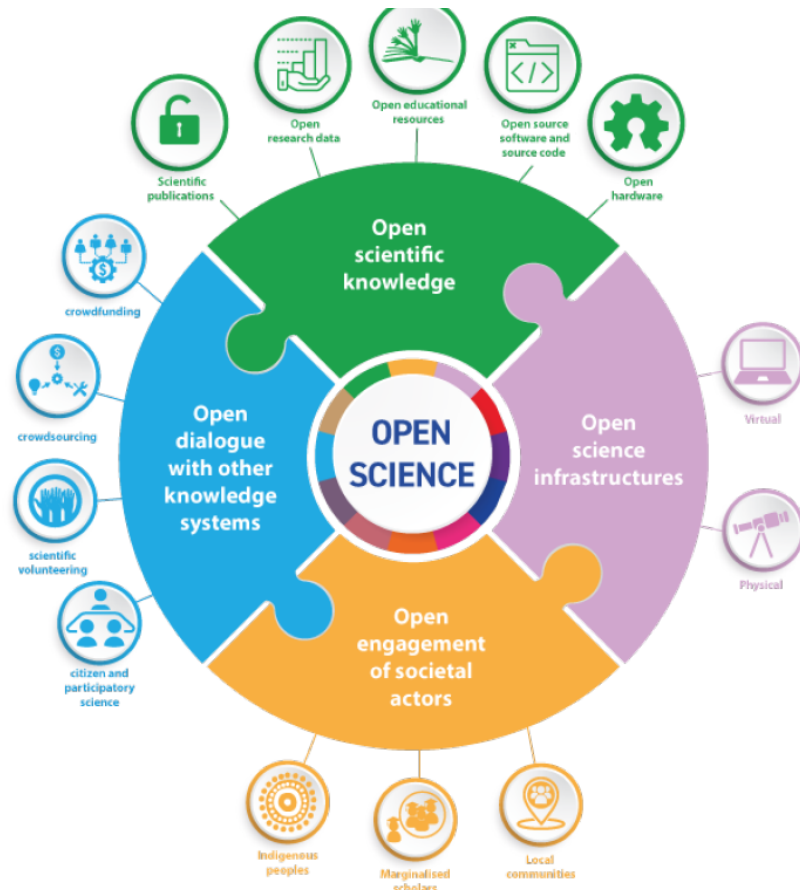 Open educational
resources
Open
research data
Open source
software and
source code
Scientific
publications
Open
hardware
Open
scientific
knowledge
crowdfunding
crowdsourcing
scientific
volunteering
citizen and
participatory
science
Open
dialogue
with other
knowledge
systems
OPEN
SCIENCE
Open
science
infrastructures
Virtual
Physical
Open
engagement
of societal
actors
Indigenous
peoples
Marginalised
scholars
Local
communities